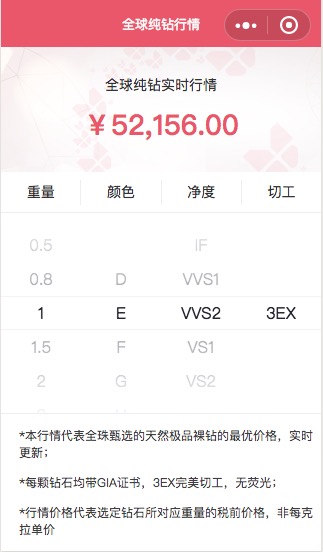 全球纯钻行情
全球纯钻实时行情
¥52,156.00
重量 颜色 净度 切工
0.5 IF
0.8 D VVS1
1 E VVS2 3EX
1.5 F VS1
2 G VS2
*本行情代表全珠甄选的天然极品裸钻的最优价格，实时
更新；
*每颗钻石均带GIA证书，3EX完美切工，无荧光；
*行情价格代表选定钻石所对应重量的税前价格，非每克
拉单价